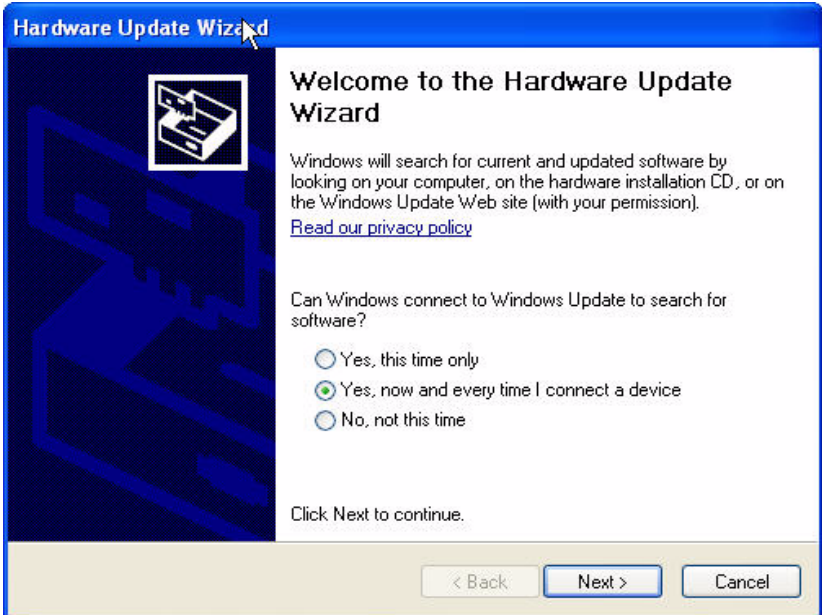 Hardware Update Wizard
Welcome to the Hardware Update
Wizard
Windows will search for current and updated software by
looking on your computer, on the hardware installation CD, or on
the Windows Update Web site (with your permission).
Read our privacy policy
Can Windows connect to Windows Update to search for
software?
Yes, this time only
Yes, now and every time I connect a device
No, not this time
Click Next to continue.
< Back
Next >
Cancel